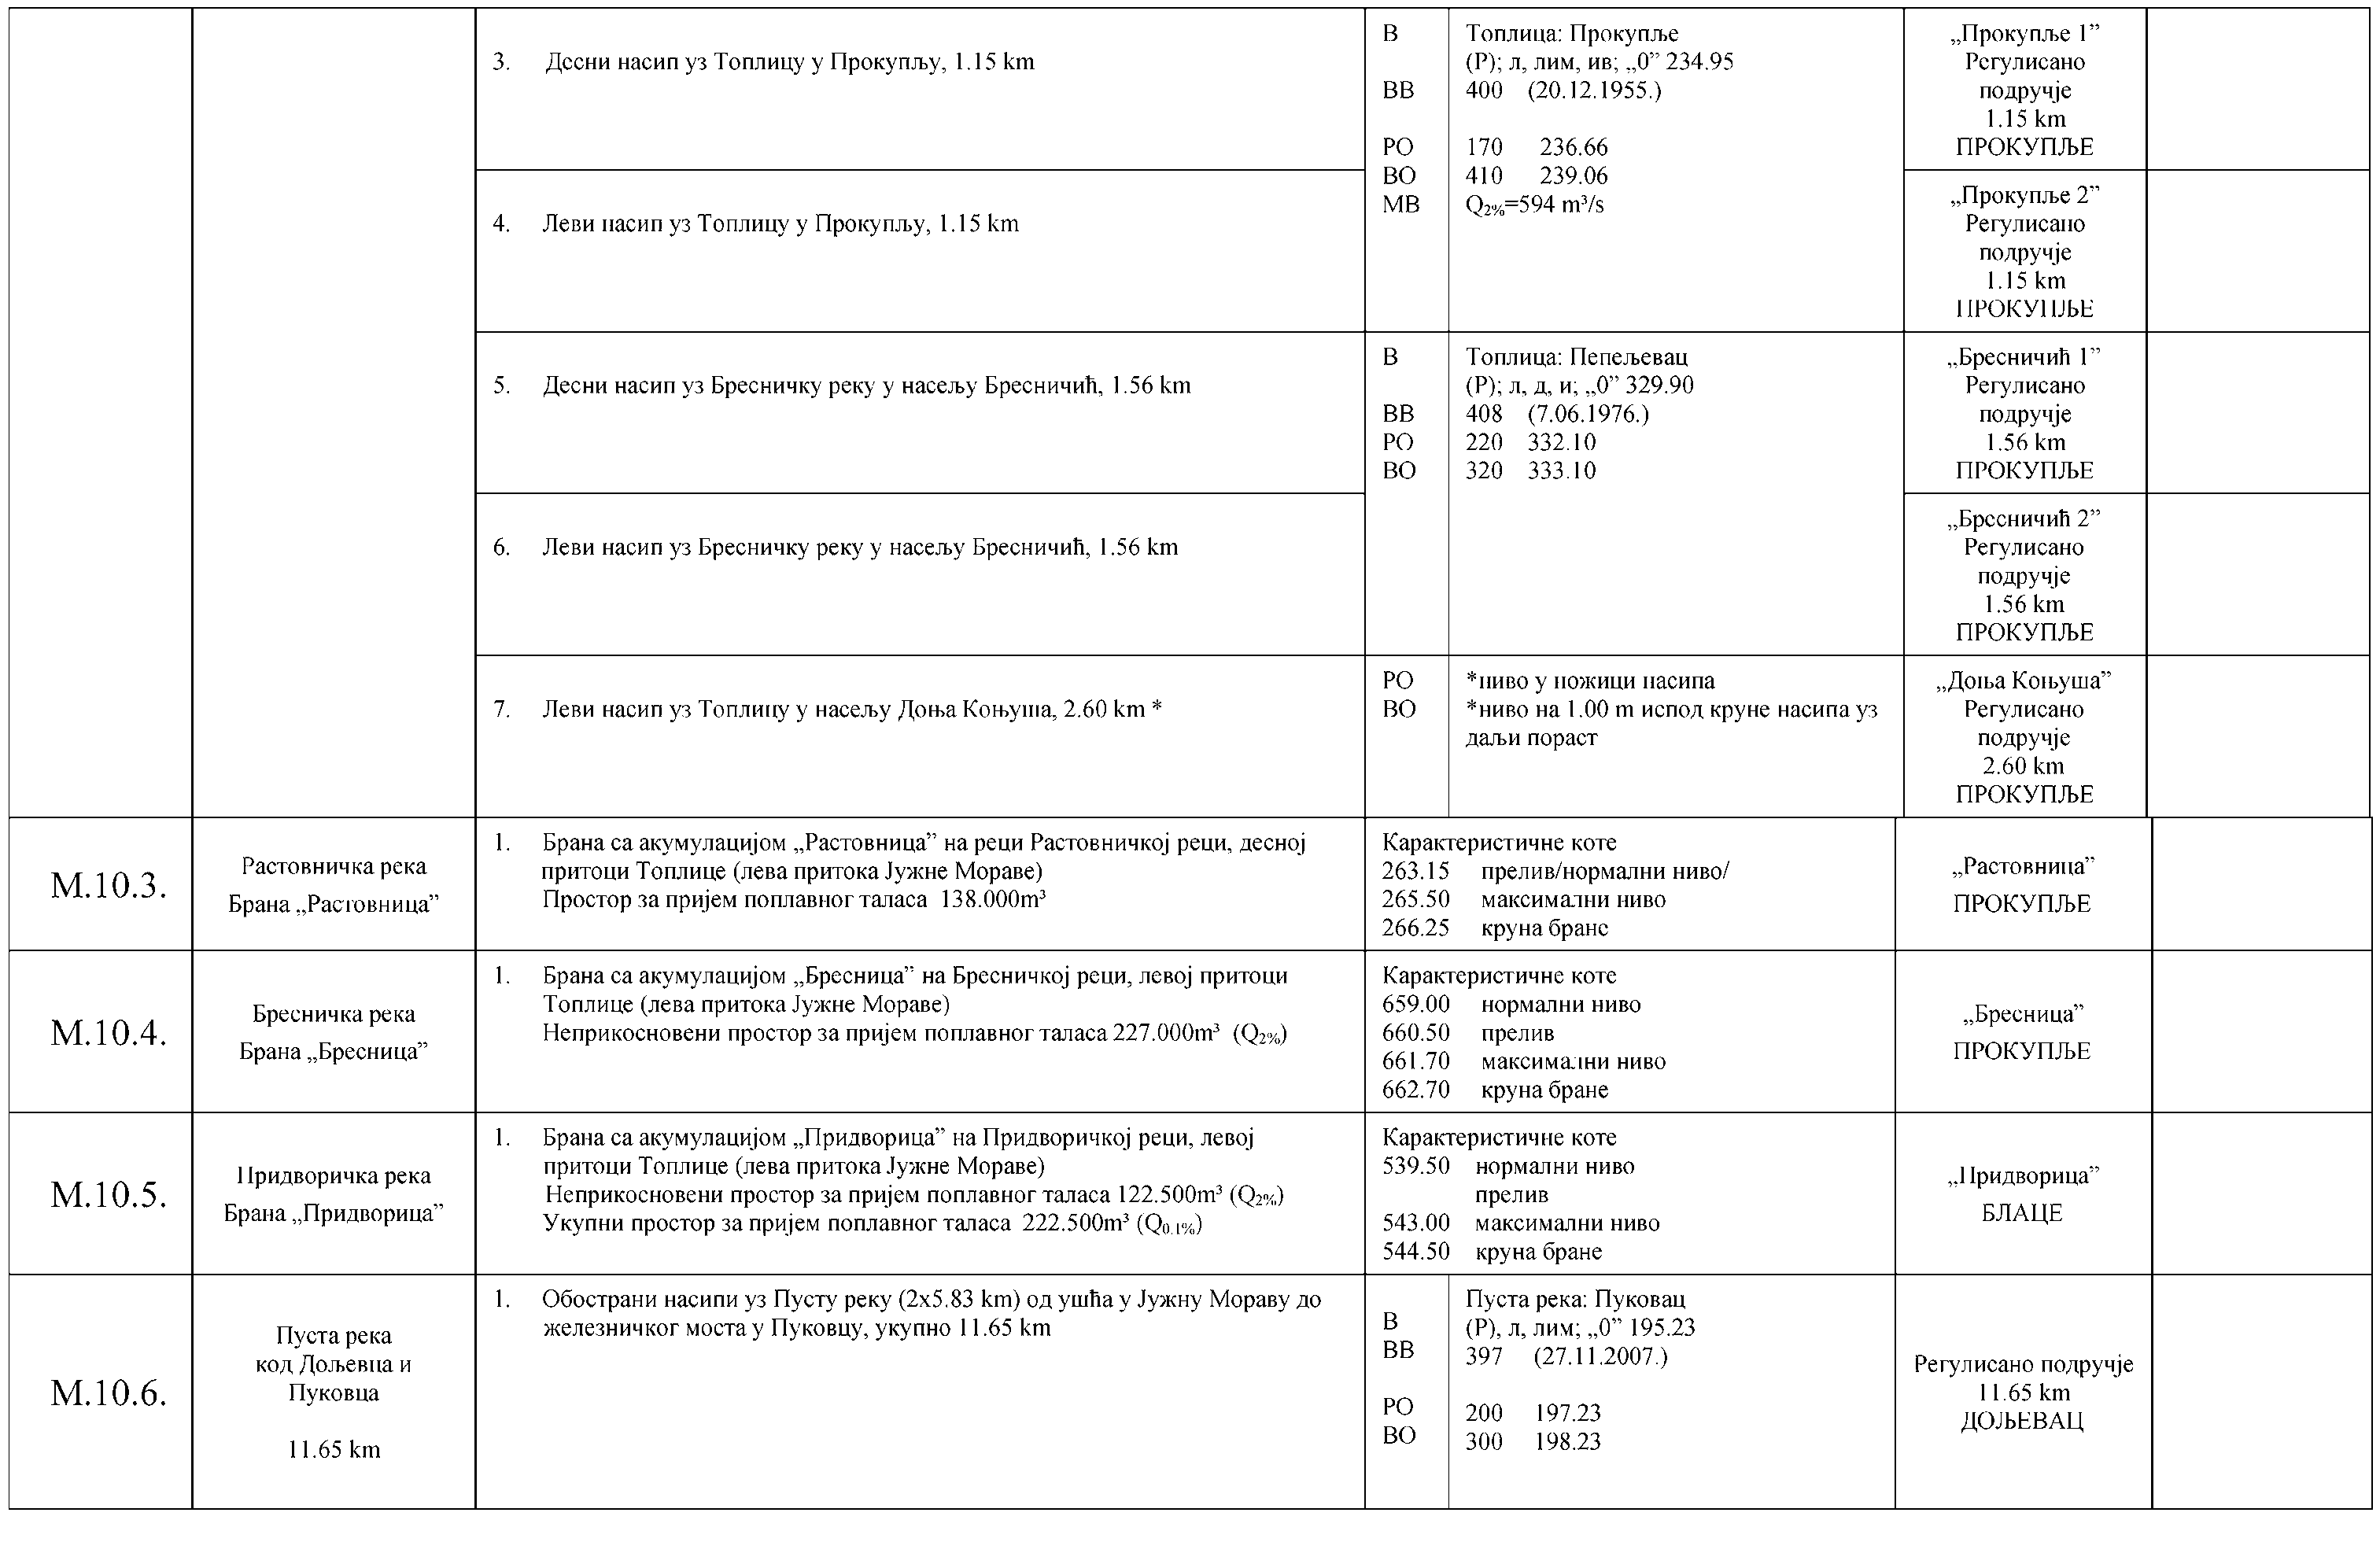 3. Десни насип уз Топлицу у Прокупљу, 1.15 km
В Топлица: Прокупље
(Р); л, лим, ив; „0” 234.95
ВВ 400 (20.12.1955.)
РО 170 236.66
ВО 410 239.06
МВ Q2%=594 m³/s
„Прокупље 1”
Регулисано
подручје
1.15 km
ПРОКУПЉЕ
4. Леви насип уз Топлицу у Прокупљу, 1.15 km
„Прокупље 2”
Регулисано
подручје
1.15 km
ПРОКУПЉЕ
5. Десни насип уз Бресничку реку у насељу Бресничић, 1.56 km
В Топлица: Пепељевац
(Р); л, д, и; „0” 329.90
ВВ 408 (7.06.1976.)
РО 220 332.10
ВО 320 333.10
„Бресничић 1”
Регулисано
подручје
1.56 km
ПРОКУПЉЕ
6. Леви насип уз Бресничку реку у насељу Бресничић, 1.56 km
„Бресничић 2”
Регулисано
подручје
1.56 km
ПРОКУПЉЕ
7. Леви насип уз Топлицу у насељу Доња Коњуша, 2.60 km *
РО *ниво у ножици насипа
ВО *ниво на 1.00 m испод круне насипа уз
даљи пораст
„Доња Коњуша”
Регулисано
подручје
2.60 km
ПРОКУПЉЕ
М.10.3.
Растовничка река
Брана „Растовница”
1. Брана са акумулацијом „Растовница” на реци Растовничкој реци, десној
притоци Топлице (лева притока Јужне Мораве)
Простор за пријем поплавног таласа 138.000m³
Карактеристичне коте
263.15 прелив/нормални ниво/
265.50 максимални ниво
266.25 круна бране
„Растовница”
ПРОКУПЉЕ
М.10.4.
Бресничка река
Брана „Бресница”
1. Брана са акумулацијом „Бресница” на Бресничкој реци, левој притоци
Топлице (лева притока Јужне Мораве)
Неприкосновени простор за пријем поплавног таласа 227.000m³ (Q2%)
Карактеристичне коте
659.00 нормални ниво
660.50 прелив
661.70 максимални ниво
662.70 круна бране
„Бресница”
ПРОКУПЉЕ
М.10.5.
Придворичка река
Брана „Придворица”
1. Брана са акумулацијом „Придворица” на Придворичкој реци, левој
притоци Топлице (лева притока Јужне Мораве)
Неприкосновени простор за пријем поплавног таласа 122.500m³ (Q2%)
Укупни простор за пријем поплавног таласа 222.500m³ (Q0.1%)
Карактеристичне коте
539.50 нормални ниво
прелив
543.00 максимални ниво
544.50 круна бране
„Придворица”
БЛАЦЕ
М.10.6.
Пуста река
код Дољевца и
Пуковца
11.65 km
1. Обострани насипи уз Пусту реку (2x5.83 km) од ушћа у Јужну Мораву до
железничког моста у Пуковцу, укупно 11.65 km
Пуста река: Пуковац
В (Р), л, лим; „0” 195.23
ВВ 397 (27.11.2007.)
РО 200 197.23
ВО 300 198.23
Регулисано подручје
11.65 km
ДОЉЕВАЦ